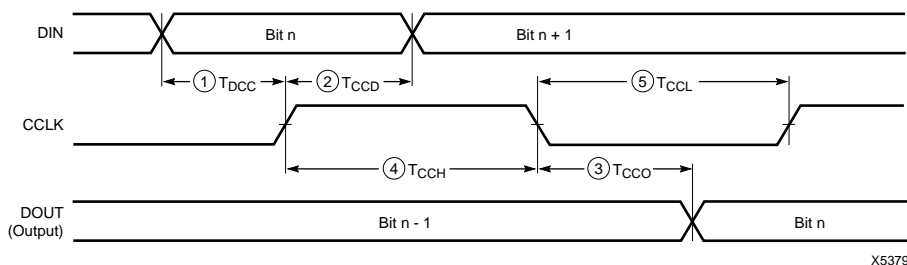 DIN
Bit n
Bit n + 1
1 TDCC
2 TCCD
5 TCCL
CCLK
4 TCCH
3 TCCO
DOUT
(Output)
Bit n - 1
Bit n
X5379